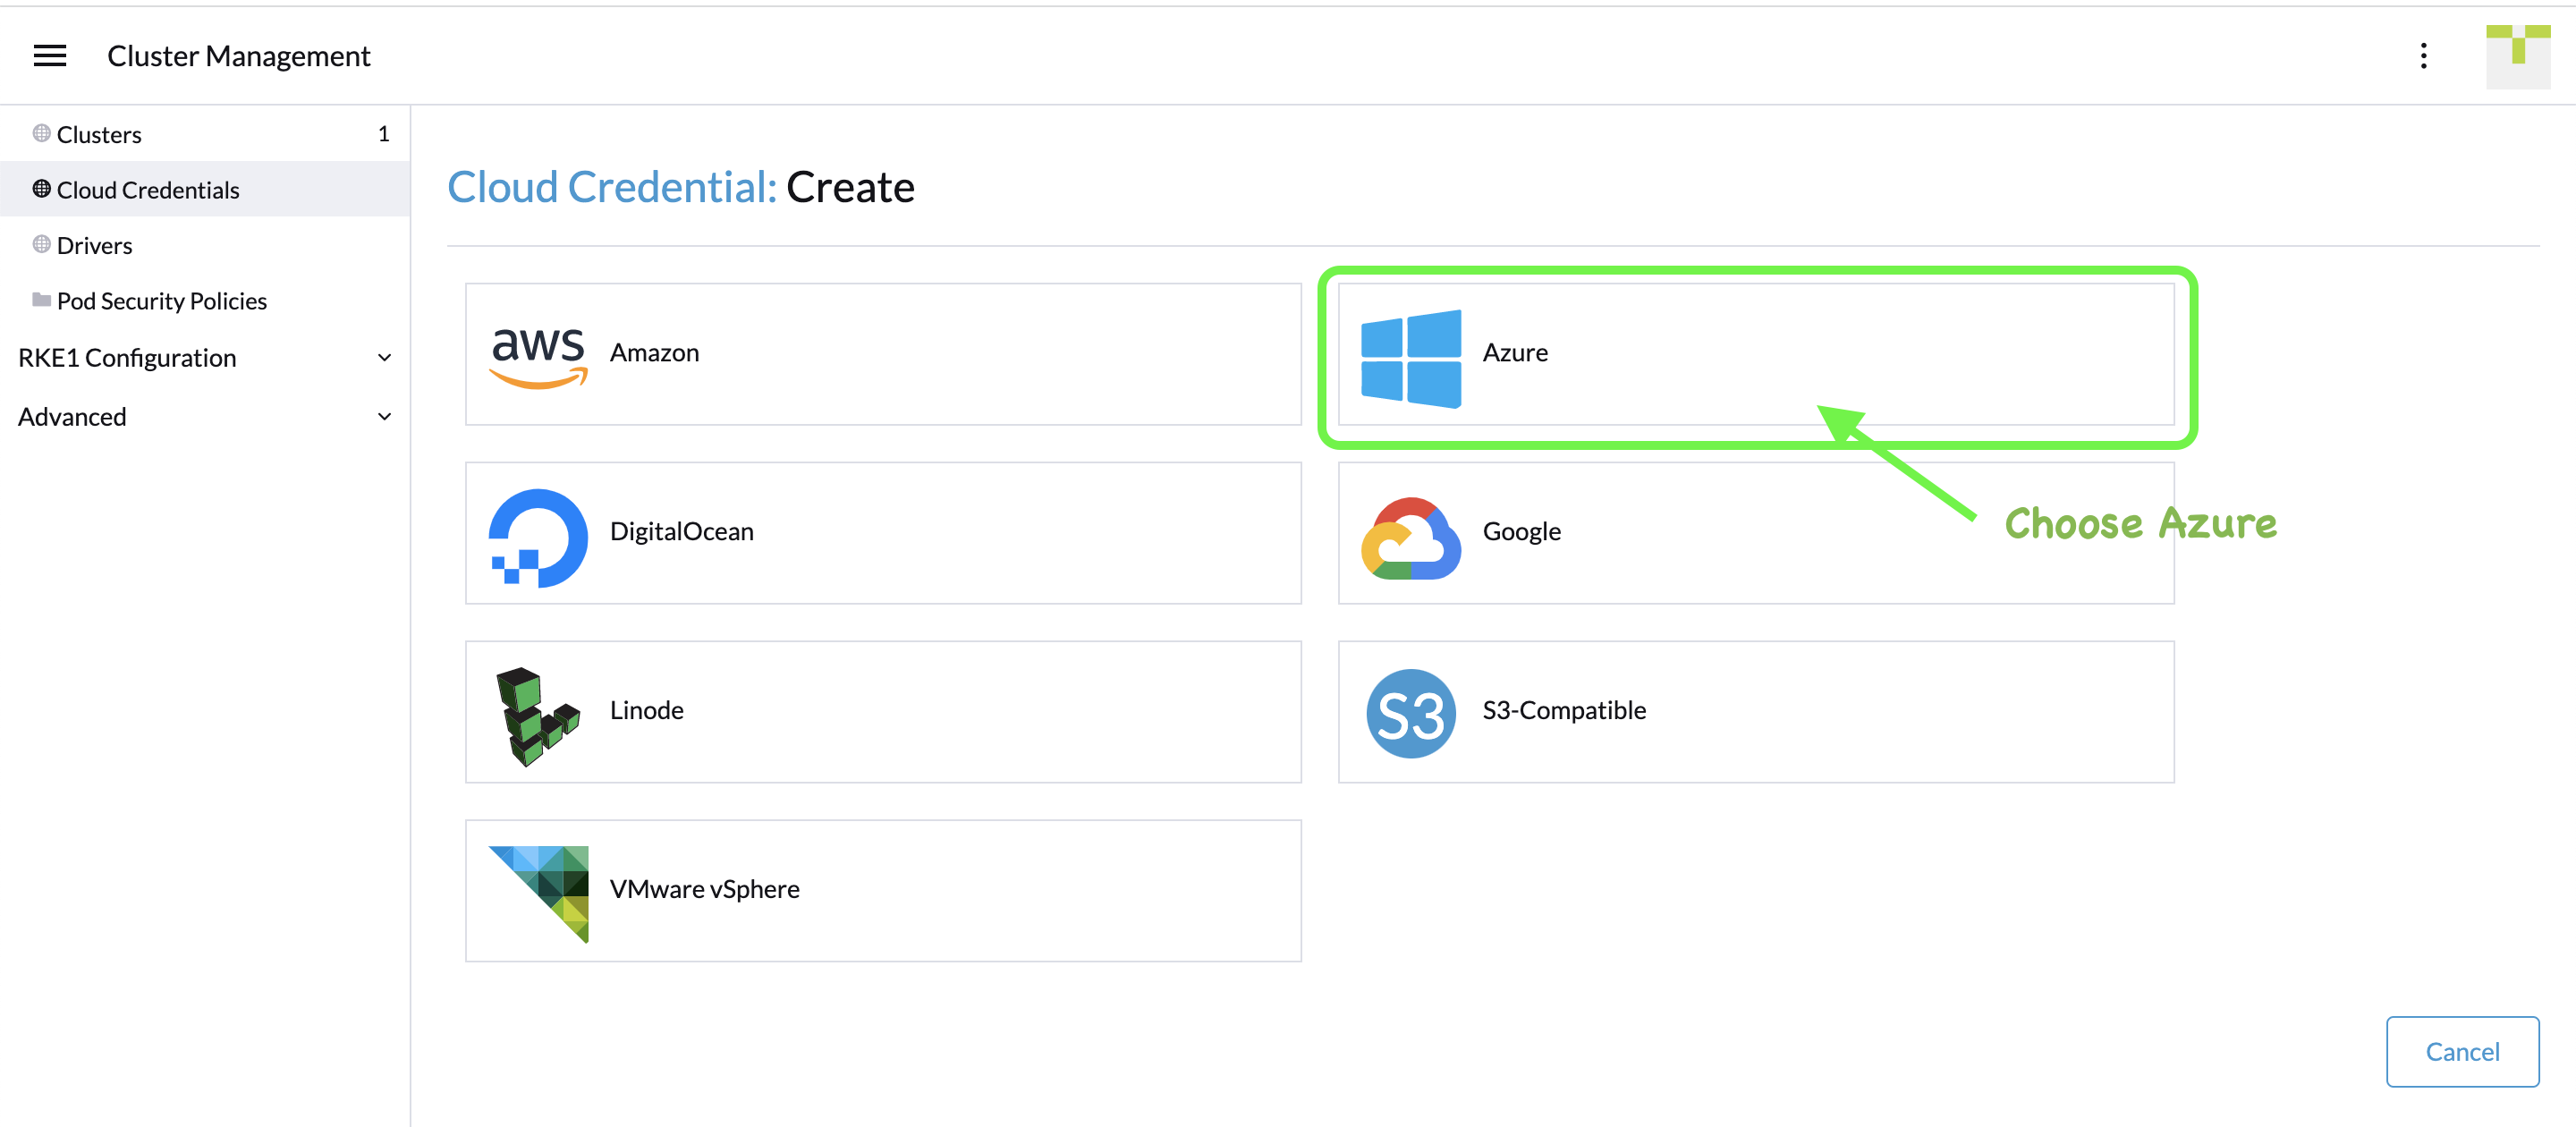 Cluster Management
Clusters 1
Cloud Credentials
Drivers
Pod Security Policies
RKE1 Configuration
Advanced
Cloud Credential: Create
aws Amazon
Azure
DigitalOcean
Google
Choose Azure
Linode
S3 S3-Compatible
VMware vSphere
Cancel